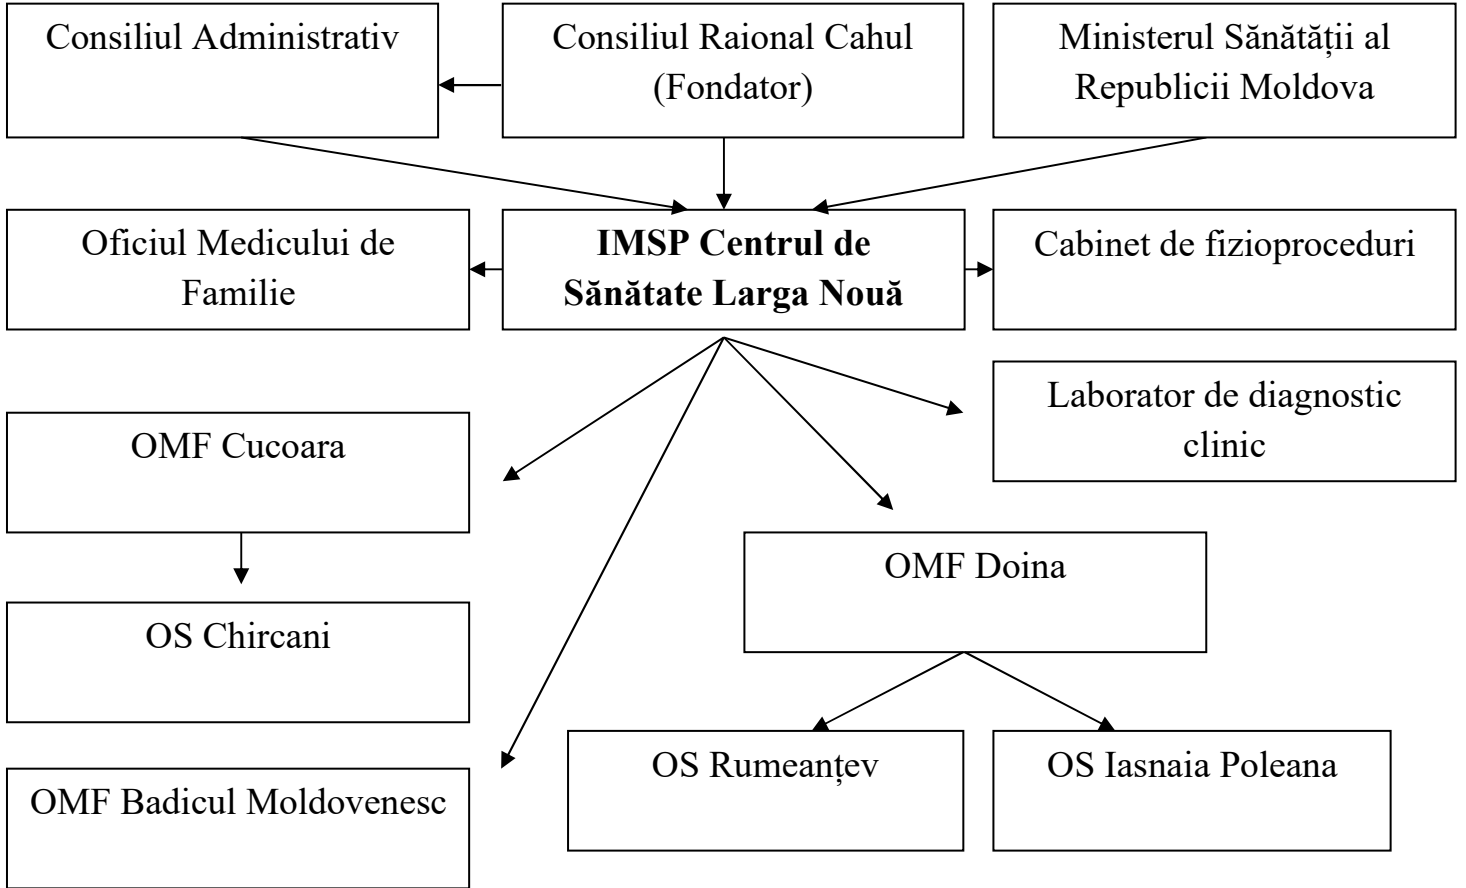 Consiliul Administrativ
Consiliul Raional Cahul
(Fondator)
Ministerul Sănătății al
Republicii Moldova
Oficiul Medicului de
Familie
IMSP Centrul de
Sănătate Larga Nouă
Cabinet de fizioproceduri
Laborator de diagnostic
clinic
OMF Cucoara
OMF Doina
OS Chircani
OS Rumeanțev
OS Iasnaia Poleana
OMF Badicul Moldovenesc